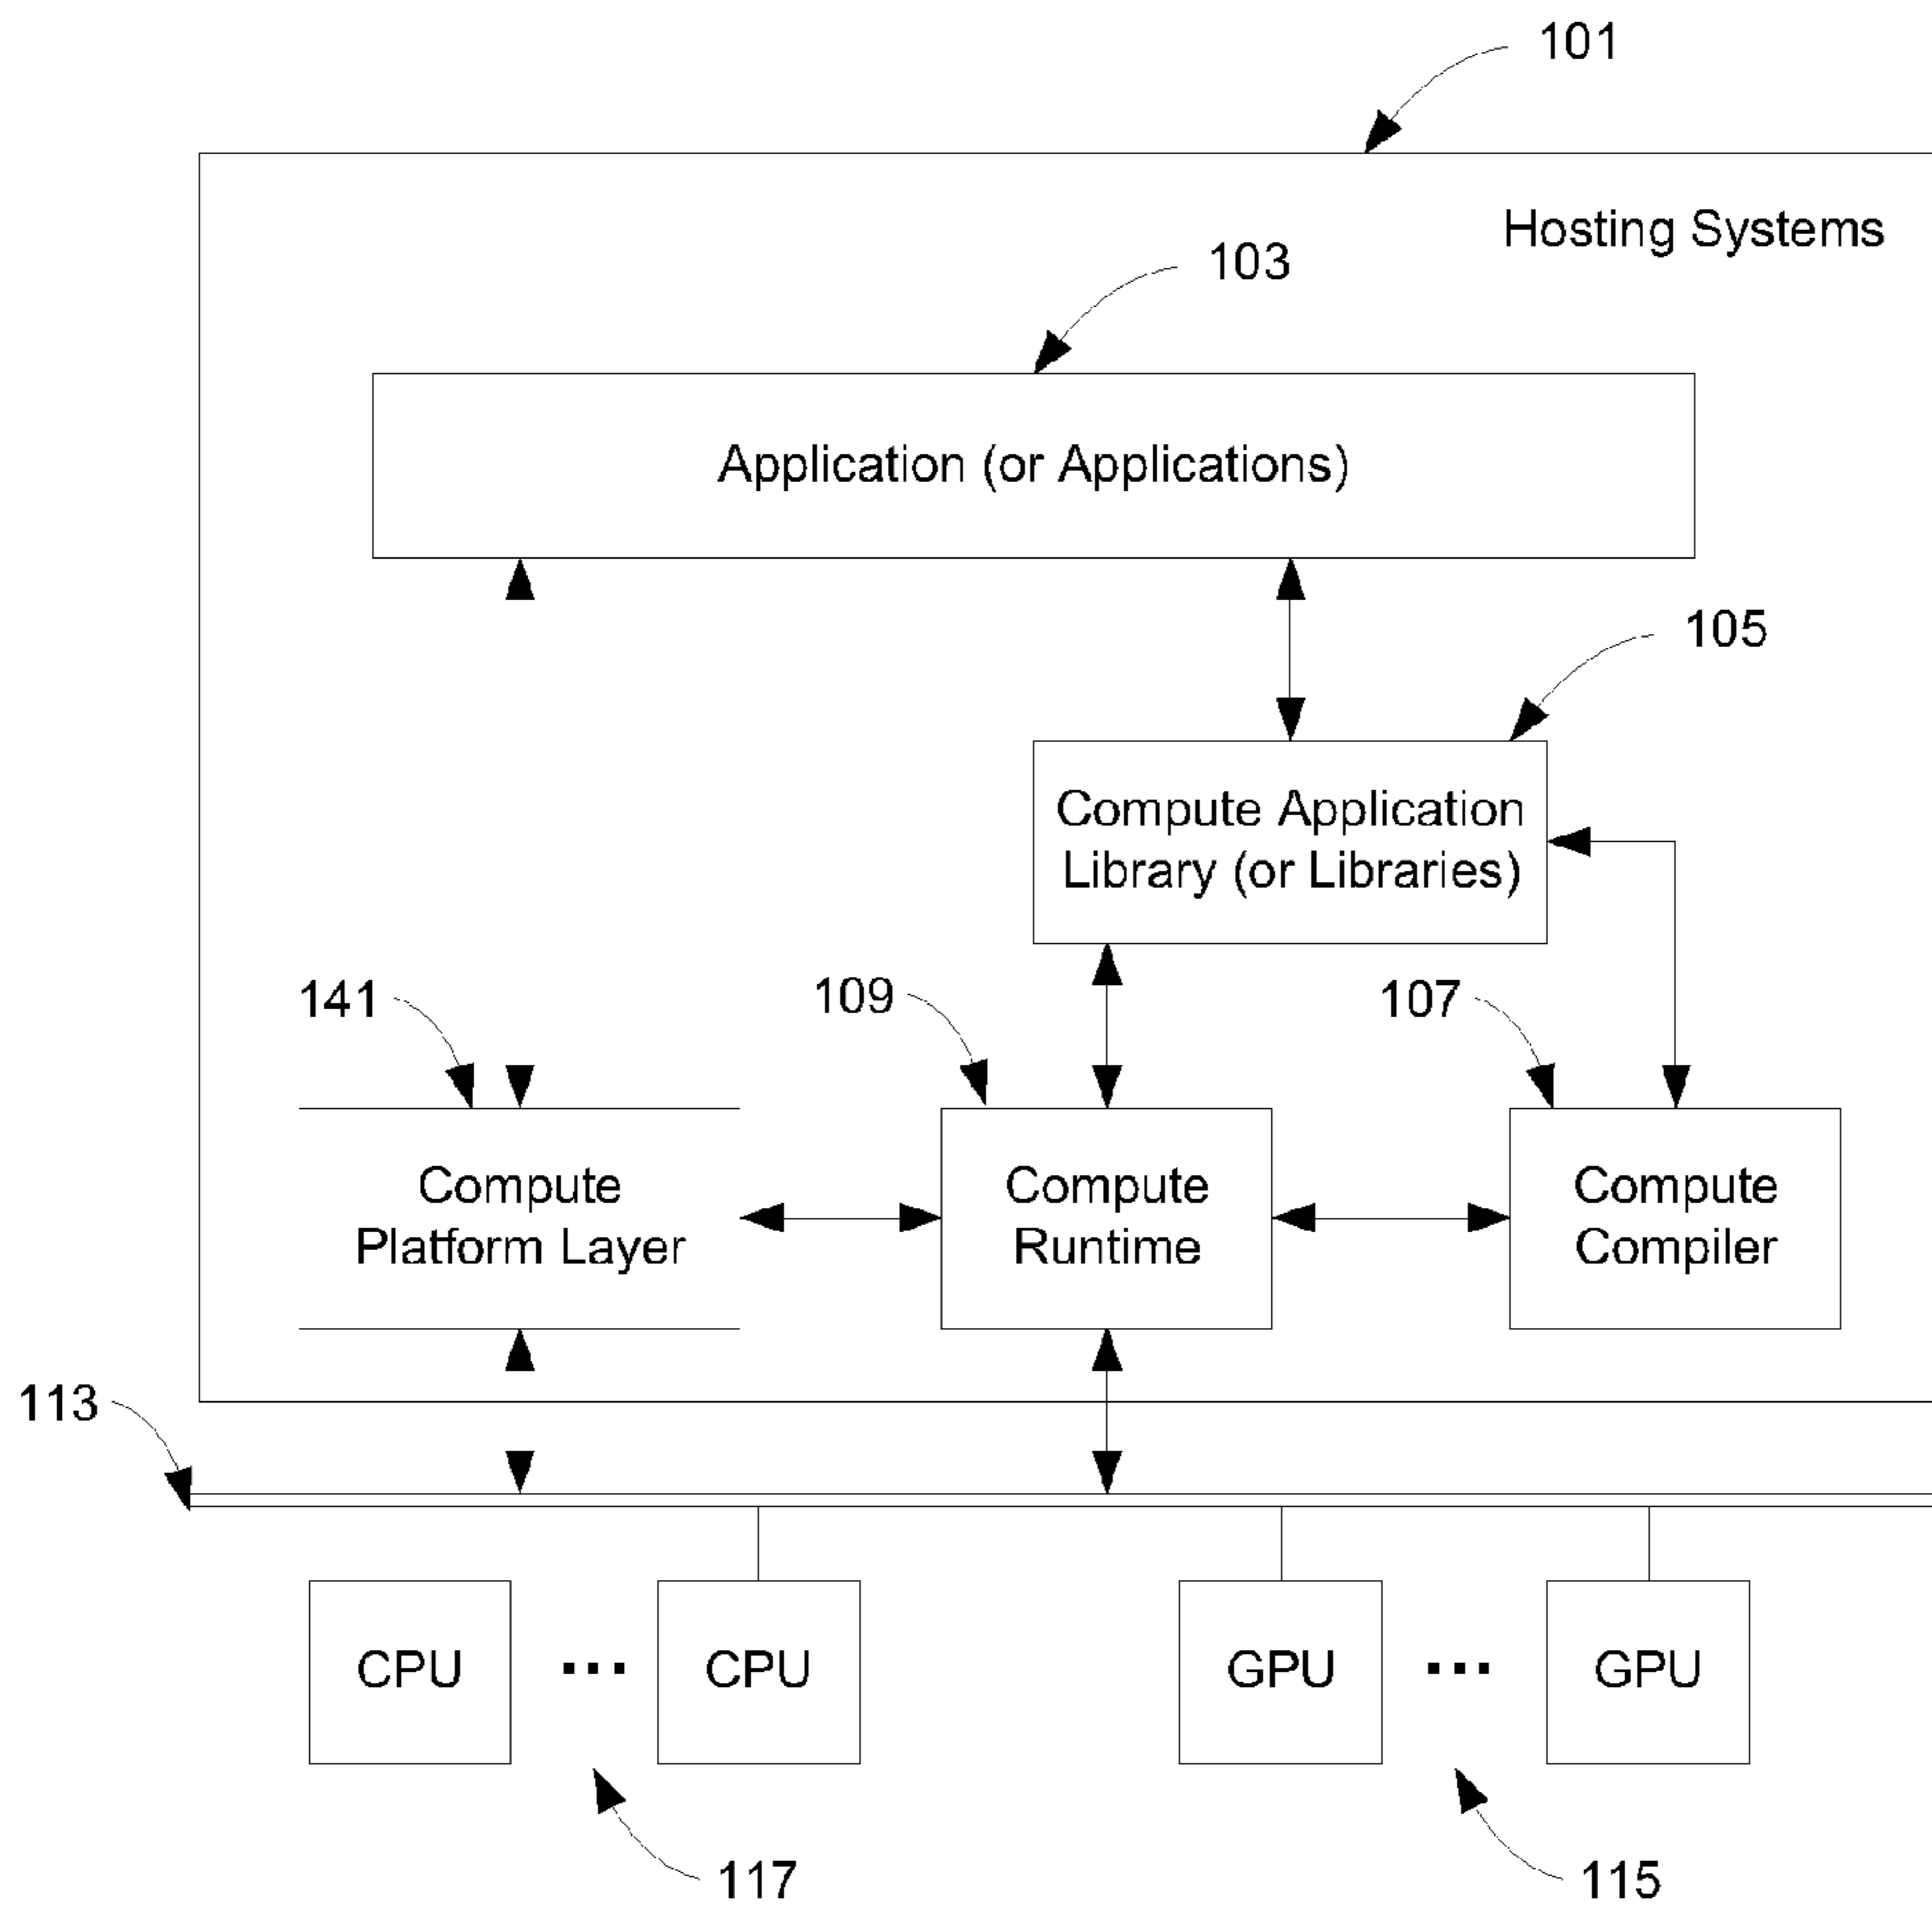 101
Hosting Systems
103
Application (or Applications)
105
Compute Application
Library (or Libraries)
141
109
107
Compute
Platform Layer
Compute
Runtime
Compute
Compiler
113
CPU
...
CPU
GPU
...
GPU
117
115